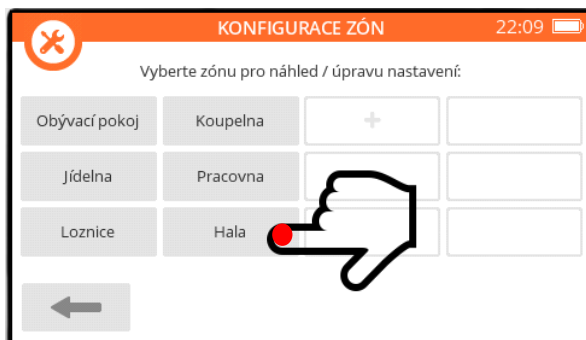 KONFIGURACE ZÓN 22:09
Vyberte zónu pro náhled / úpravu nastavení:
Obývací pokoj Koupelna +
Jídelna Pracovna
Loznice Hala